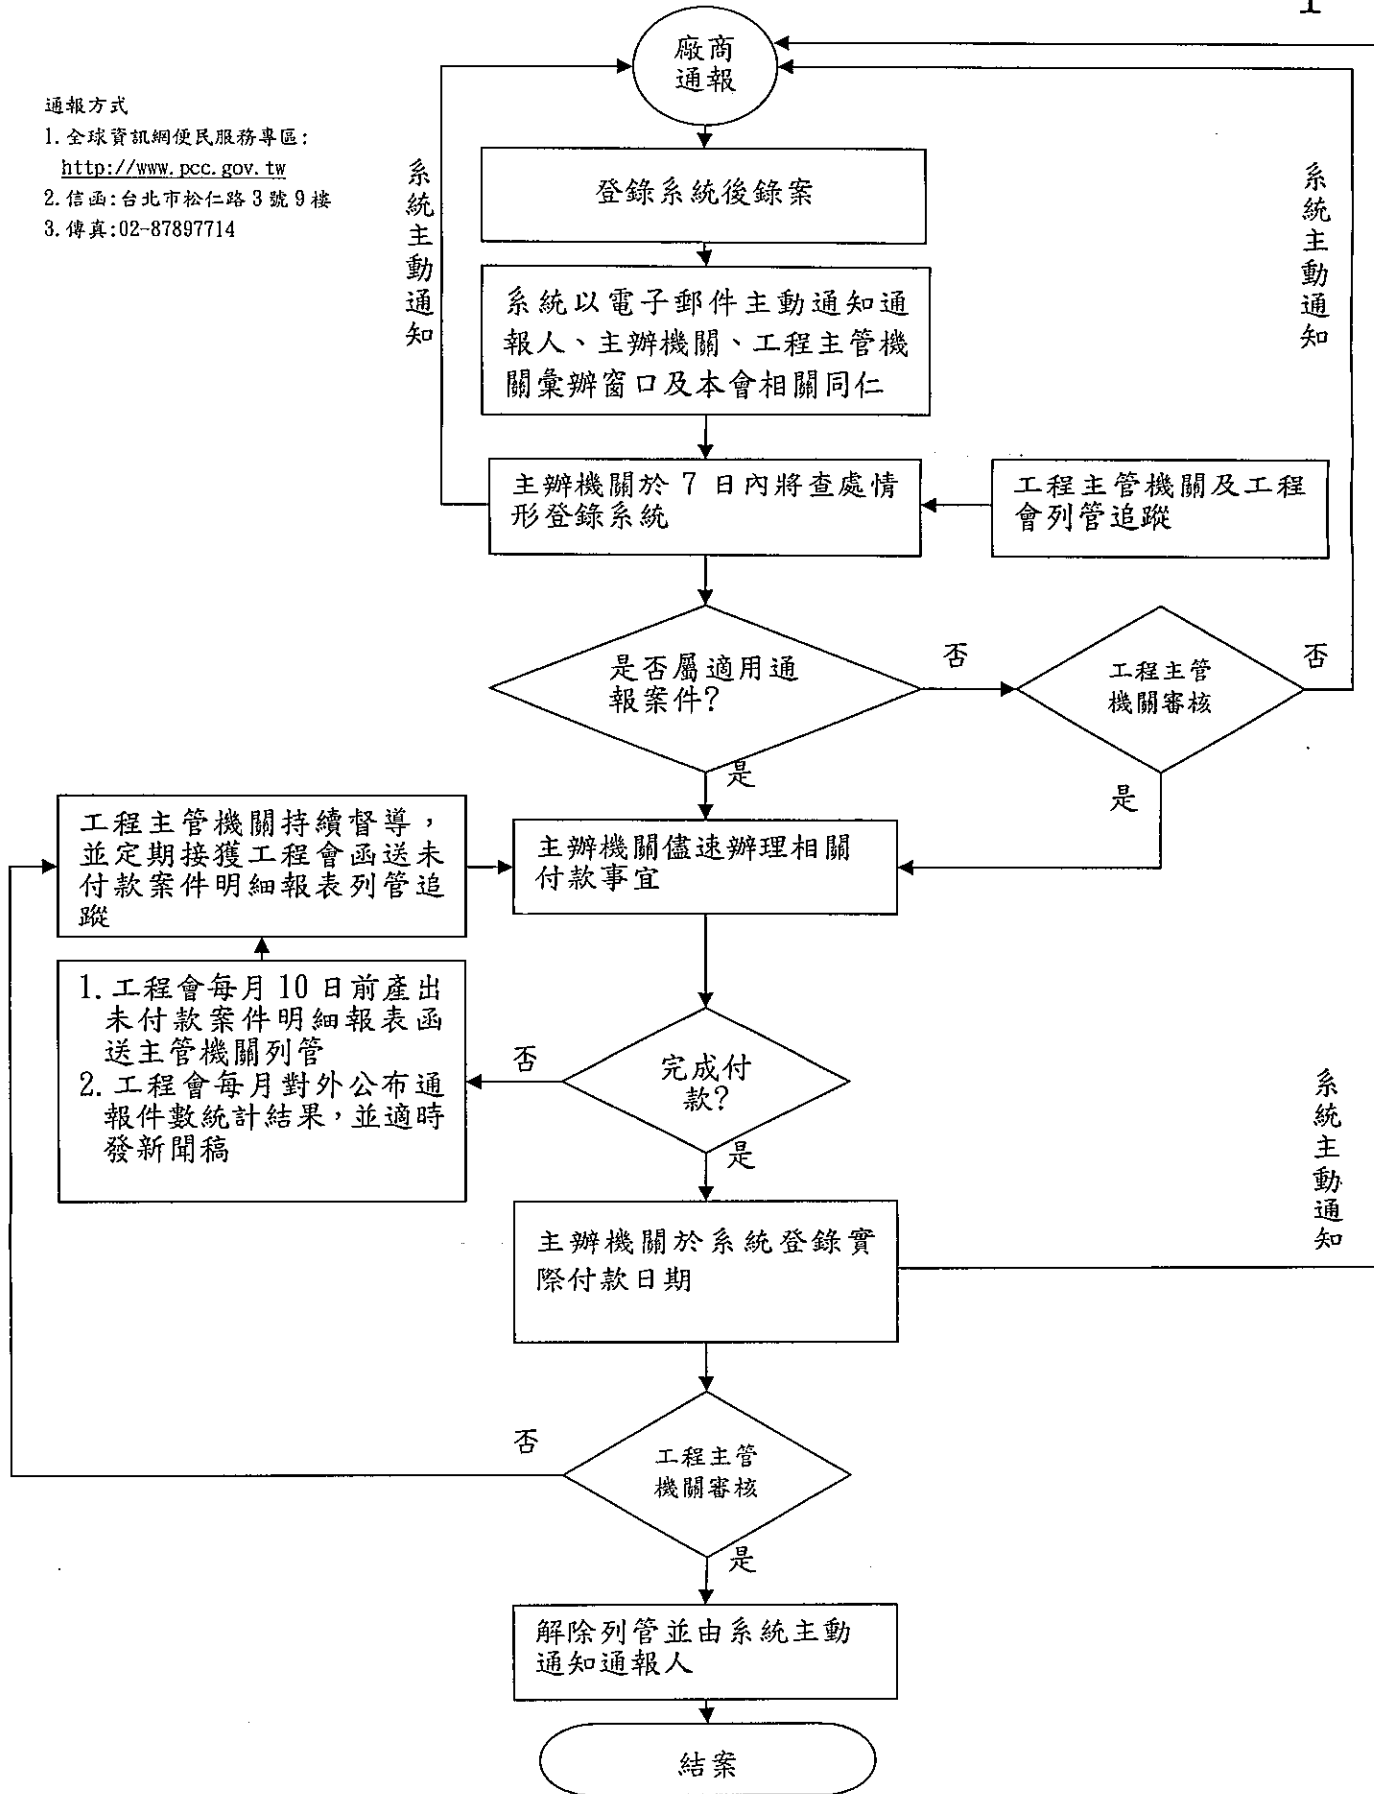 1
廠商
通報
通報方式
1. 全球資訊網便民服務專區:
http://www.pcc.gov.tw
2. 信函:台北市松仁路 3 號 9 樓
3. 傳真:02-87897714
系統主動通知
系統主動通知
登錄系統後錄案
系統以電子郵件主動通知通
報人、主辦機關、工程主管機
關彙辦窗口及本會相關同仁
主辦機關於 7 日內將查處情
形登錄系統
工程主管機關及工程
會列管追蹤
是否屬適用通
報案件?
否
工程主管
機關審核
否
是
是
工程主管機關持續督導,
並定期接獲工程會函送未
付款案件明細報表列管追
蹤
主辦機關儘速辦理相關
付款事宜
1. 工程會每月 10 日前產出
未付款案件明細報表函
送主管機關列管
2. 工程會每月對外公布通
報件數統計結果,並適時
發新聞稿
否
完成付
款?
是
系統主動通知
主辦機關於系統登錄實
際付款日期
否
工程主管
機關審核
是
解除列管並由系統主動
通知通報人
結案